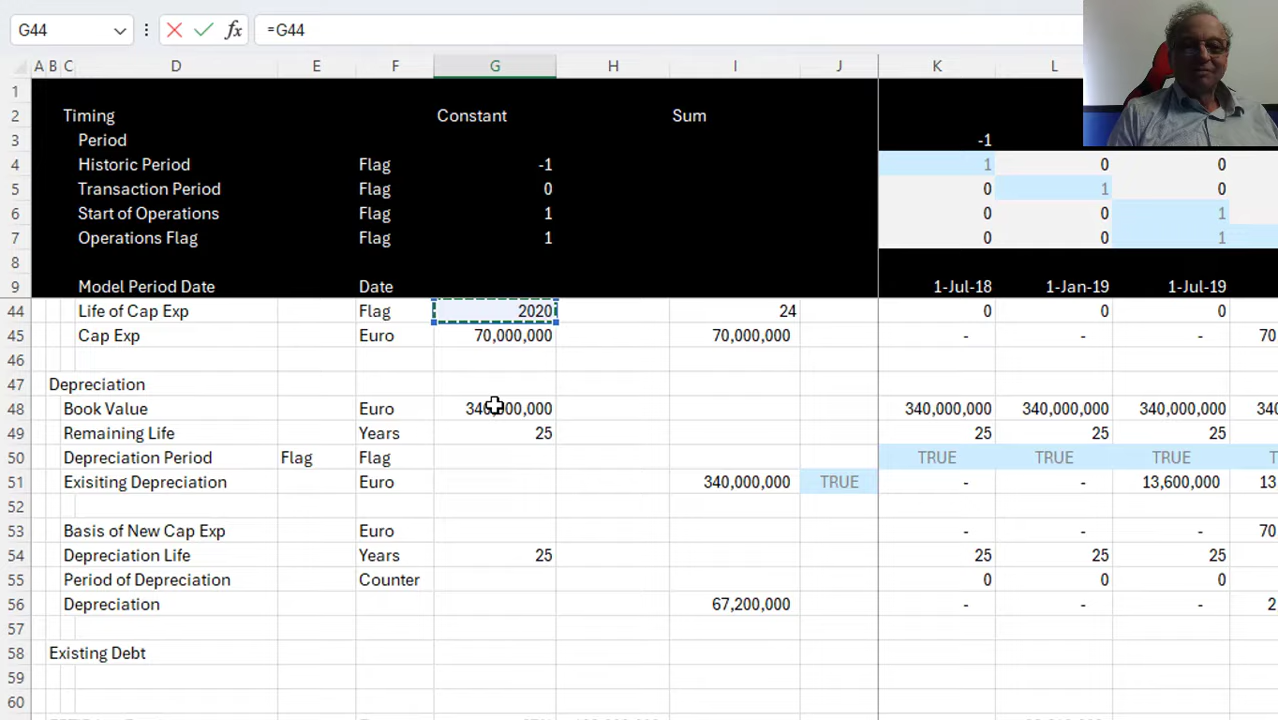 G44 fx =G44
A B C D E F G H I J K L
1
2 Timing Constant Sum
3 Period -1
4 Historic Period Flag -1 1 0 0
5 Transaction Period Flag 0 0 1 0
6 Start of Operations Flag 1 0 0 1
7 Operations Flag Flag 1 0 0 1
8
9 Model Period Date Date 1-Jul-18 1-Jan-19 1-Jul-19
44 Life of Cap Exp Flag 2020 24 0 0 0
45 Cap Exp Euro 70,000,000 70,000,000 - - - 70
46
47 Depreciation
48 Book Value Euro 340,000,000 340,000,000 340,000,000 340,000,000 340
49 Remaining Life Years 25 25 25 25
50 Depreciation Period Flag Flag TRUE TRUE TRUE T
51 Exisiting Depreciation Euro 340,000,000 TRUE - - 13,600,000 13
52
53 Basis of New Cap Exp Euro - - - 70
54 Depreciation Life Years 25 25 25 25
55 Period of Depreciation Counter 0 0 0
56 Depreciation 67,200,000 - - - 2
57
58 Existing Debt
59
60